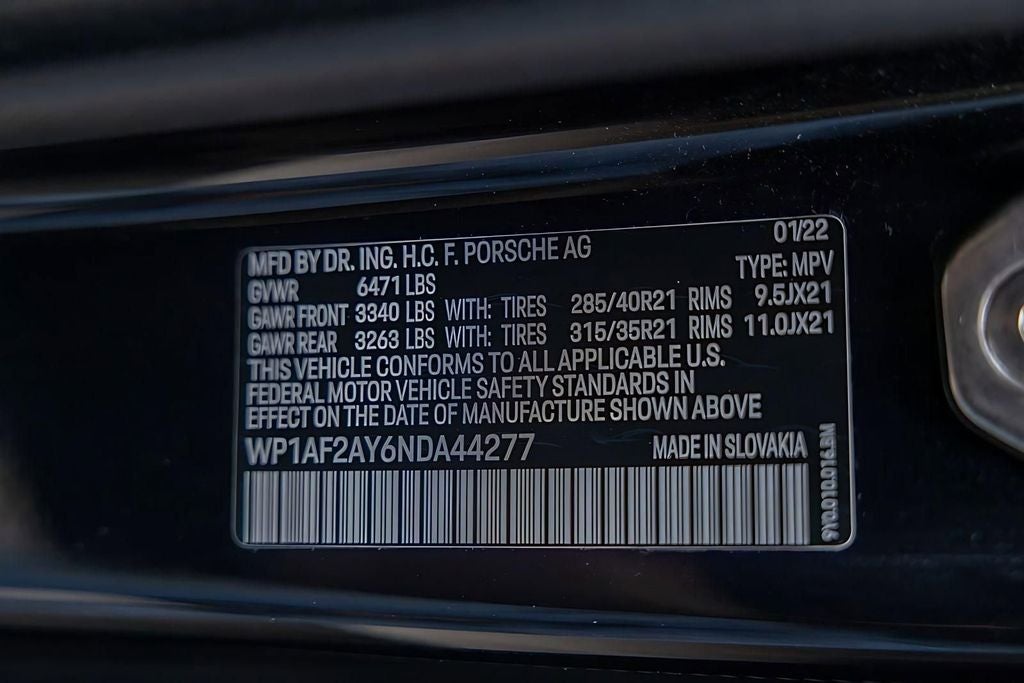 01/22
MFD BY DR. ING. H.C. F. PORSCHE AG
GVWR 6471 LBS TYPE: MPV
GAWR FRONT 3340 LBS WITH: TIRES 285/40R21 RIMS 9.5JX21
GAWR REAR 3263 LBS WITH: TIRES 315/35R21 RIMS 11.0JX21
THIS VEHICLE CONFORMS TO ALL APPLICABLE U.S.
FEDERAL MOTOR VEHICLE SAFETY STANDARDS IN
EFFECT ON THE DATE OF MANUFACTURE SHOWN ABOVE
WP1AF2AY6NDA44277 MADE IN SLOVAKIA